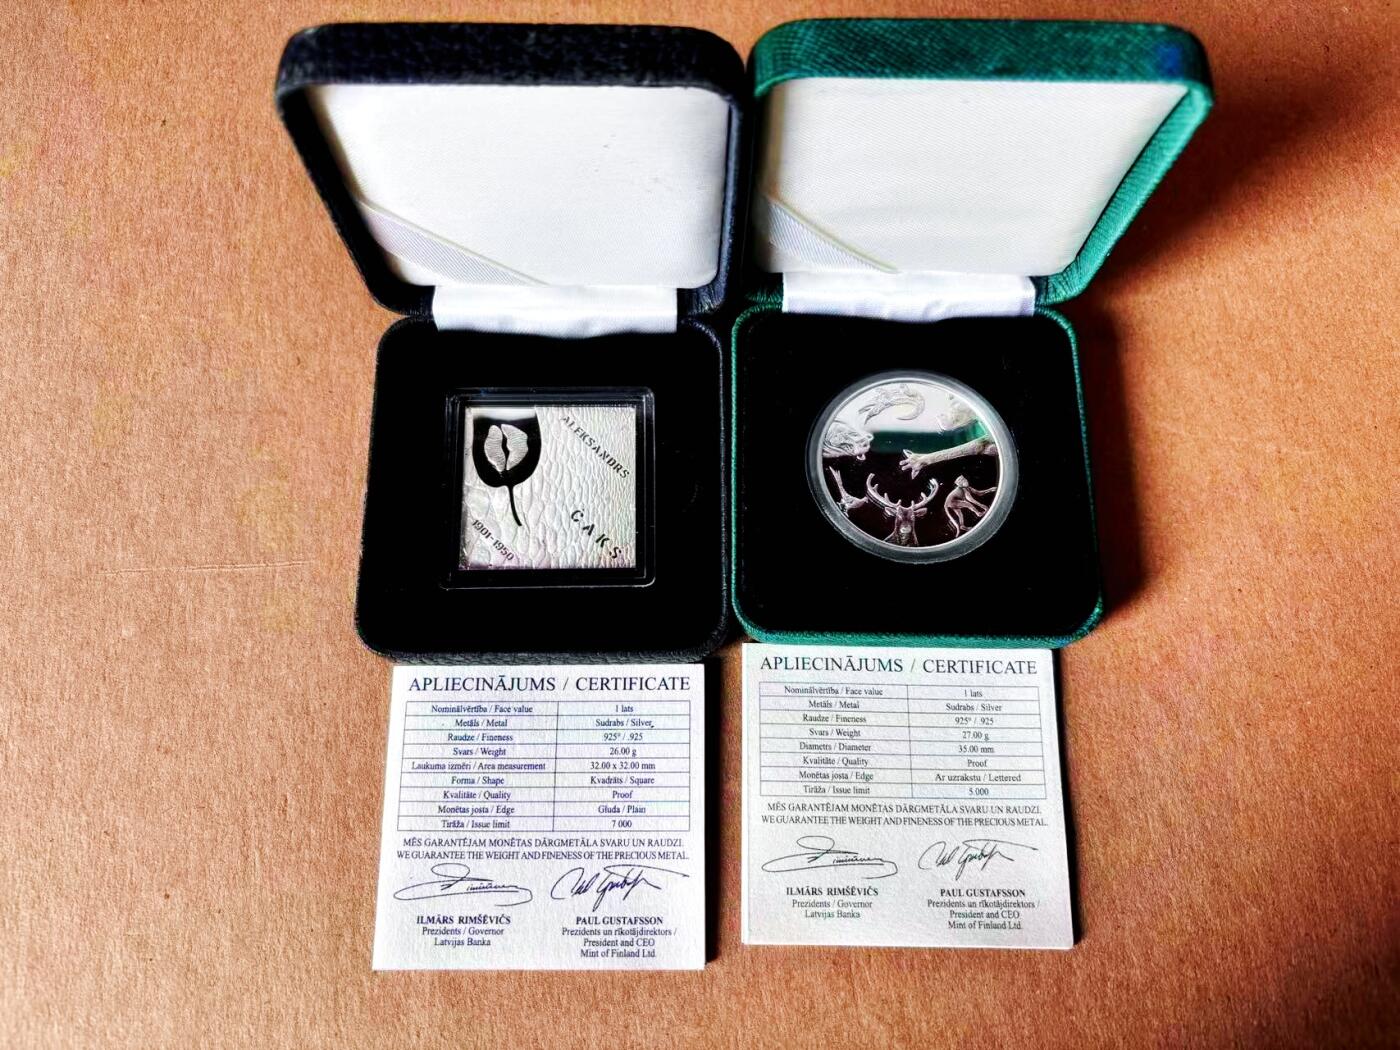 ALEKSANDRS
ČAKS
1901-1950
APLIECINĀJUMS / CERTIFICATE
Nominālvērtība / Face value 1 lats
Metāls / Metal Sudrabs / Silver
Raudze / Fineness 925° / .925
Svars / Weight 26.00 g
Laukuma izmēri / Area measurement 32.00 x 32.00 mm
Forma / Shape Kvadrāts / Square
Kvalitāte / Quality Proof
Monētas josta / Edge Gluda / Plain
Tirāža / Issue limit 7 000
MĒS GARANTĒJAM MONĒTAS DĀRGMETĀLA SVARU UN RAUDZI.
WE GUARANTEE THE WEIGHT AND FINENESS OF THE PRECIOUS METAL.
ILMĀRS RIMŠĒVIČS
Prezidents / Governor
Latvijas Banka
PAUL GUSTAFSSON
Prezidents un rīkotājdirektors /
President and CEO
Mint of Finland Ltd.
APLIECINĀJUMS / CERTIFICATE
Nominālvērtība / Face value 1 lats
Metāls / Metal Sudrabs / Silver
Raudze / Fineness 925° / .925
Svars / Weight 27.00 g
Diametrs / Diameter 35.00 mm
Kvalitāte / Quality Proof
Monētas josta / Edge Ar uzrakstu / Lettered
Tirāža / Issue limit 5.000
MĒS GARANTĒJAM MONĒTAS DĀRGMETĀLA SVARU UN RAUDZI.
WE GUARANTEE THE WEIGHT AND FINENESS OF THE PRECIOUS METAL.
ILMĀRS RIMŠĒVIČS
Prezidents / Governor
Latvijas Banka
PAUL GUSTAFSSON
Prezidents un rīkotājdirektors /
President and CEO
Mint of Finland Ltd.